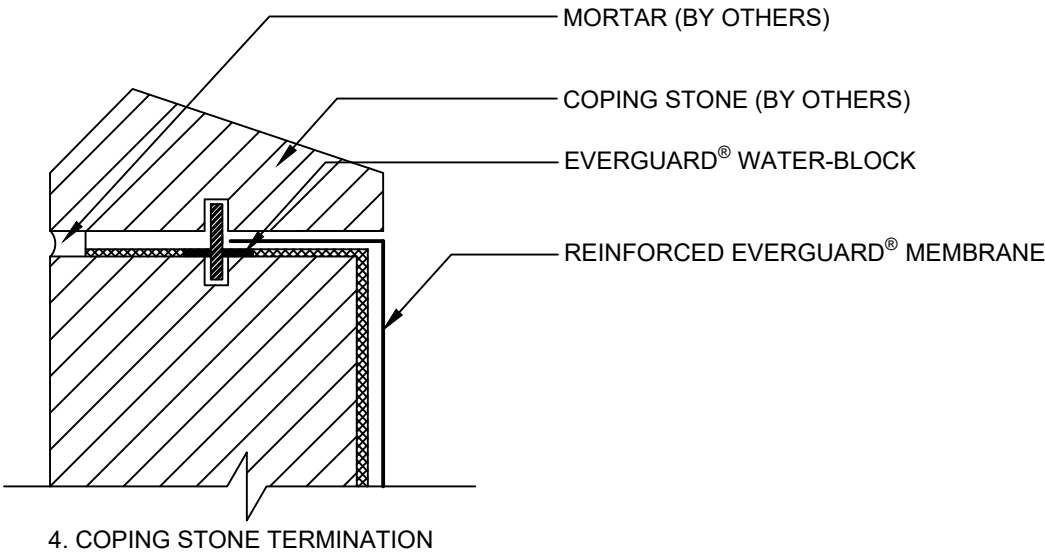 MORTAR (BY OTHERS)
COPING STONE (BY OTHERS)
EVERGUARD® WATER-BLOCK
REINFORCED EVERGUARD® MEMBRANE
4. COPING STONE TERMINATION